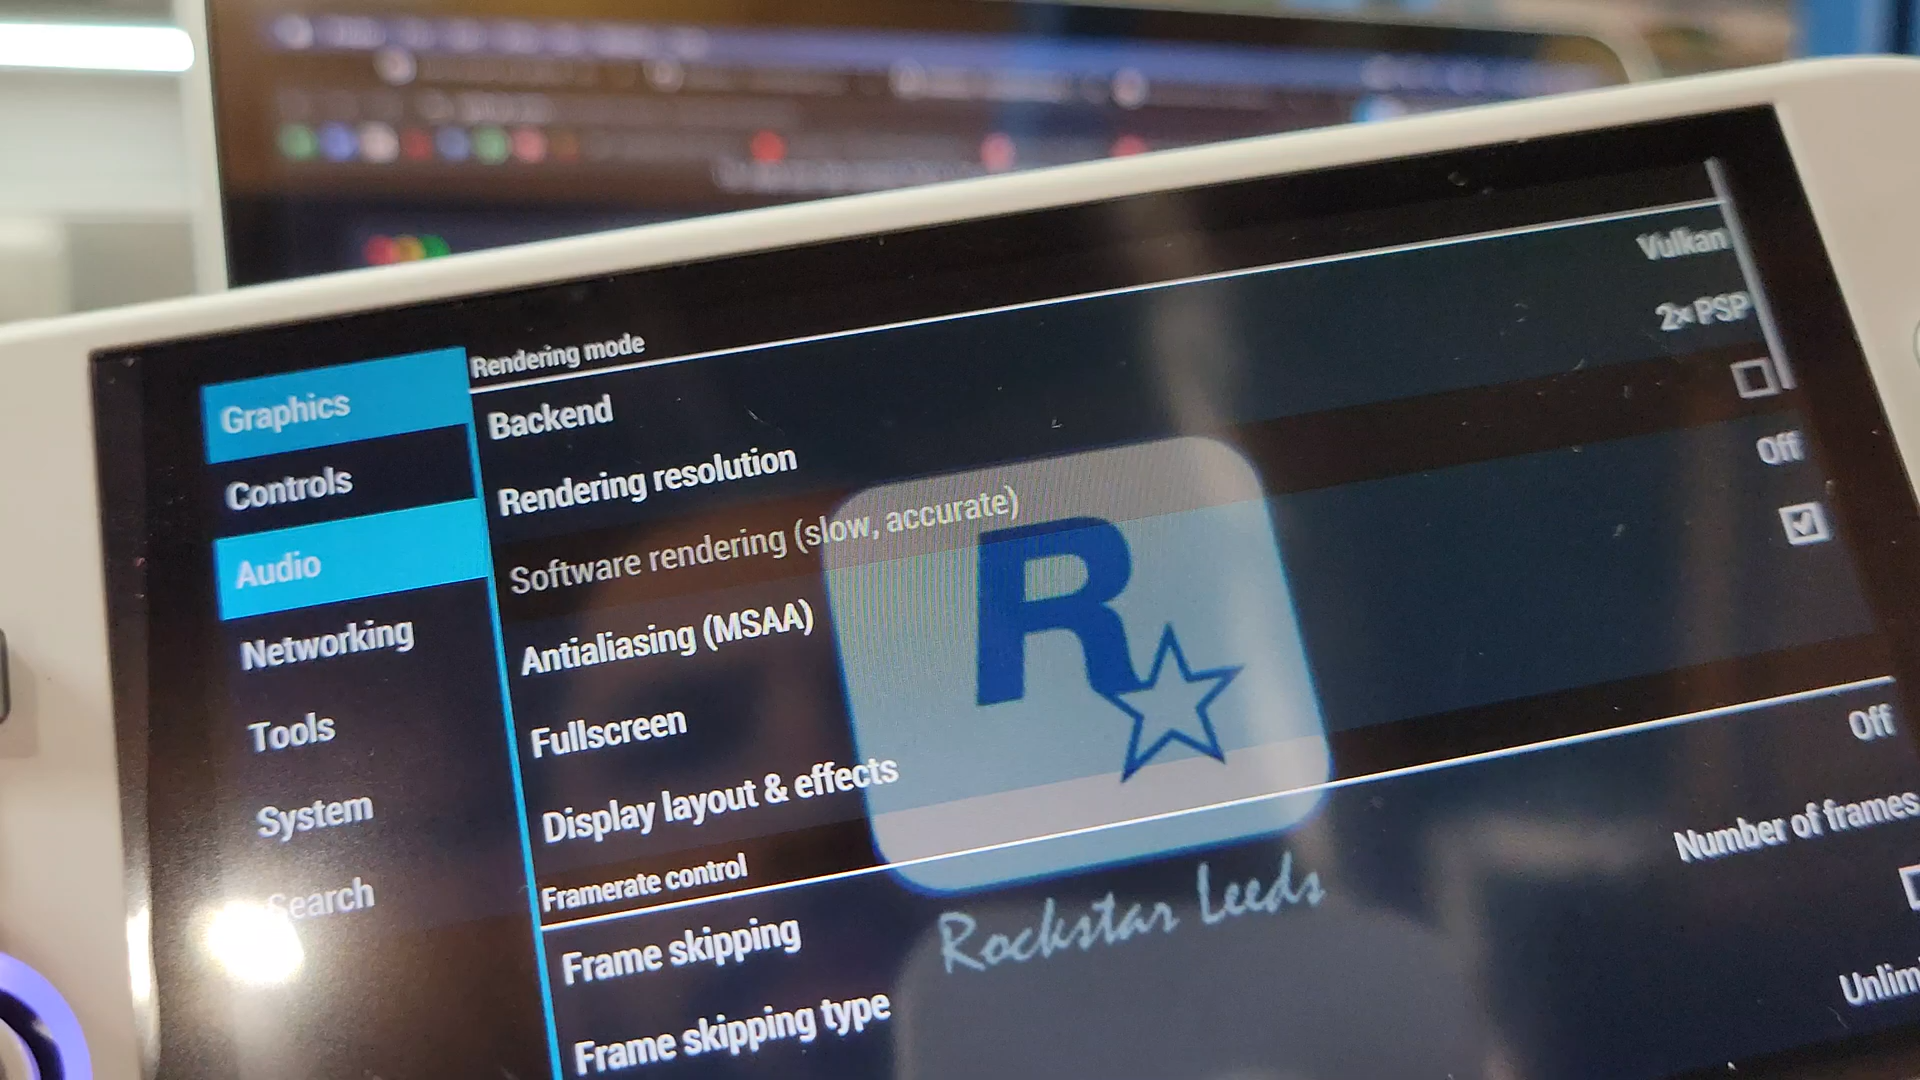 Rendering mode
Graphics
Controls
Audio
Networking
Tools
System
Search
Backend
Vulkan
Rendering resolution
2× PSP
Software rendering (slow, accurate)
Antialiasing (MSAA)
Off
Fullscreen
Display layout & effects
Framerate control
Frame skipping
Off
Frame skipping type
Number of frames
Unlim
R
Rockstar Leeds